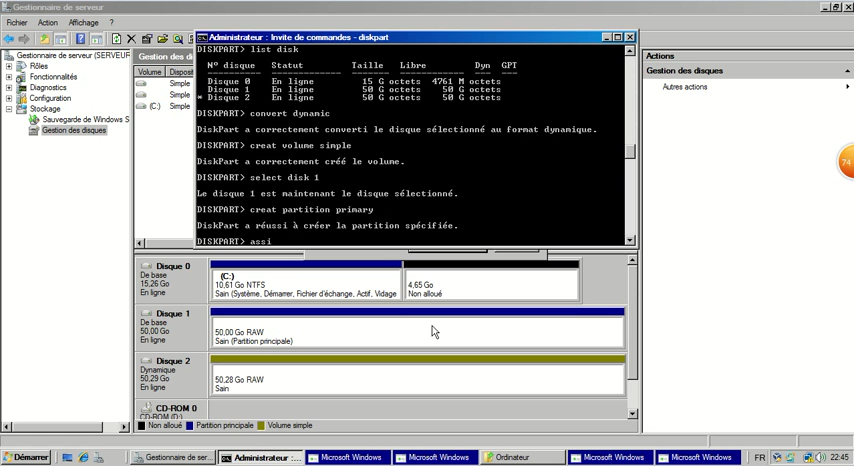 Gestionnaire de serveur
Fichier Action Affichage ?
Gestionnaire de serveur (SERVEUR
Rôles
Fonctionnalités
Diagnostics
Configuration
Stockage
Sauvegarde de Windows S
Gestion des disques
Gestion des
Volume Disposit
Simple
Simple
(C:) Simple
Administrateur : Invite de commandes - diskpart
DISKPART> list disk
N° disque Statut Taille Libre Dyn GPT
Disque 0 En ligne 15 G octets 4761 M octets
Disque 1 En ligne 50 G octets 50 G octets
* Disque 2 En ligne 50 G octets 50 G octets
DISKPART> convert dynamic
DiskPart a correctement converti le disque sélectionné au format dynamique.
DISKPART> creat volume simple
DiskPart a correctement créé le volume.
DISKPART> select disk 1
Le disque 1 est maintenant le disque sélectionné.
DISKPART> creat partition primary
DiskPart a réussi à créer la partition spécifiée.
DISKPART> assi
Actions
Gestion des disques
Autres actions
74
Disque 0
De base
15,26 Go
En ligne
(C:)
10,61 Go NTFS
Sain (Système, Démarrer, Fichier d'échange, Actif, Vidage
4,65 Go
Non alloué
Disque 1
De base
50,00 Go
En ligne
50,00 Go RAW
Sain (Partition principale)
Disque 2
Dynamique
50,29 Go
En ligne
50,28 Go RAW
Sain
CD-ROM 0
CD-ROM (D:)
Non alloué Partition principale Volume simple
Démarrer
Gestionnaire de ser...
Administrateur :...
Microsoft Windows
Microsoft Windows
Ordinateur
Microsoft Windows
Microsoft Windows
FR
22:45